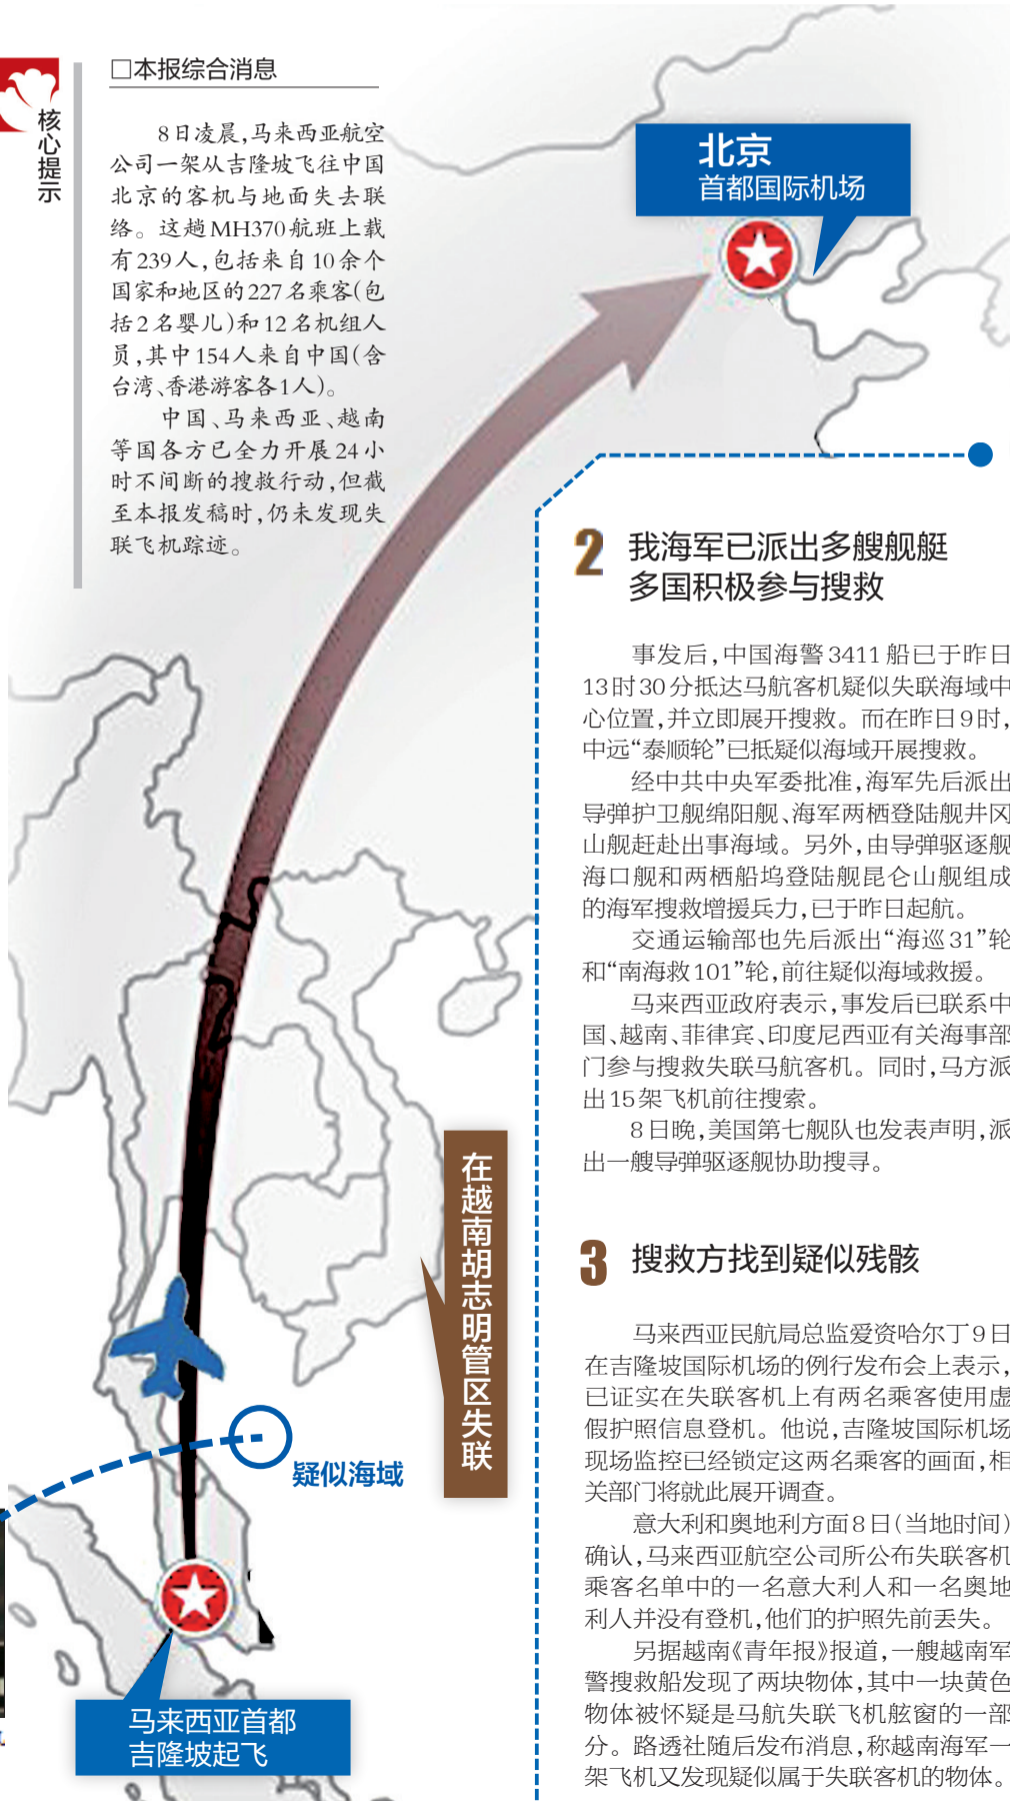 核心提示
□本报综合消息
8日凌晨,马来西亚航空
公司一架从吉隆坡飞往中国
北京的客机与地面失去联
络。这趟MH370航班上载
有239人,包括来自10余个
国家和地区的227名乘客(包
括2名婴儿)和12名机组人
员,其中154人来自中国(含
台湾、香港游客各1人)。
中国、马来西亚、越南
等国各方已全力开展24小
时不间断的搜救行动,但截
至本报发稿时,仍未发现失
联飞机踪迹。
北京
首都国际机场
在越南胡志明管区失联
疑似海域
马来西亚首都
吉隆坡起飞
2 我海军已派出多艘舰艇
多国积极参与搜救
事发后,中国海警3411船已于昨日
13时30分抵达马航客机疑似失联海域中
心位置,并立即展开搜救。而在昨日9时,
中远“泰顺轮”已抵疑似海域开展搜救。
经中共中央军委批准,海军先后派出
导弹护卫舰绵阳舰、海军两栖登陆舰井冈
山舰赶赴出事海域。另外,由导弹驱逐舰
海口舰和两栖船坞登陆舰昆仑山舰组成
的海军搜救增援兵力,已于昨日起航。
交通运输部也先后派出“海巡31”轮
和“南海救101”轮,前往疑似海域救援。
马来西亚政府表示,事发后已联系中
国、越南、菲律宾、印度尼西亚有关海事部
门参与搜救失联马航客机。同时,马方派
出15架飞机前往搜索。
8日晚,美国第七舰队也发表声明,派
出一艘导弹驱逐舰协助搜寻。
3 搜救方找到疑似残骸
马来西亚民航局总监爱资哈尔丁9日
在吉隆坡国际机场的例行发布会上表示,
已证实在失联客机上有两名乘客使用虚
假护照信息登机。他说,吉隆坡国际机场
现场监控已经锁定这两名乘客的画面,相
关部门将就此展开调查。
意大利和奥地利方面8日(当地时间)
确认,马来西亚航空公司所公布失联客机
乘客名单中的一名意大利人和一名奥地
利人并没有登机,他们的护照先前丢失。
另据越南《青年报》报道,一艘越南军
警搜救船发现了两块物体,其中一块黄色
物体被怀疑是马航失联飞机舷窗的一部
分。路透社随后发布消息,称越南海军一
架飞机又发现疑似属于失联客机的物体。